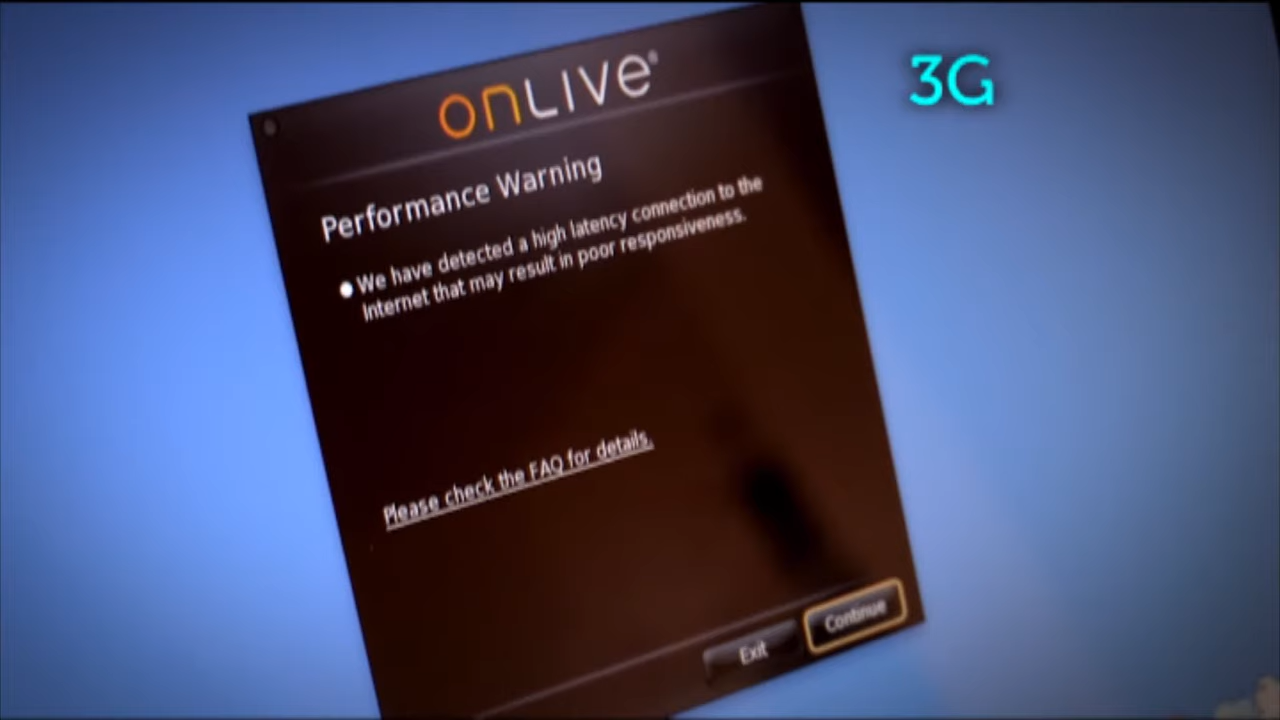 3G
onLIVe®
Performance Warning
We have detected a high latency connection to the
Internet that may result in poor responsiveness.
Please check the FAQ for details.
Exit
Continue